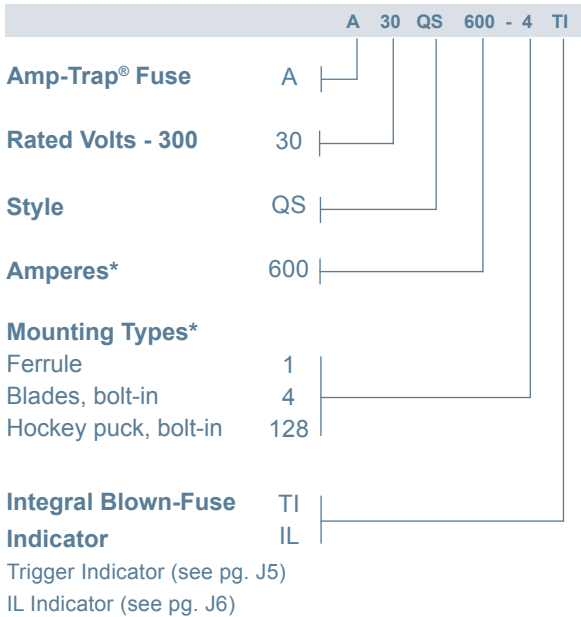 A 30 QS 600 - 4 TI
Amp-Trap® Fuse A
Rated Volts - 300 30
Style QS
Amperes* 600
Mounting Types*
Ferrule 1
Blades, bolt-in 4
Hockey puck, bolt-in 128
Integral Blown-Fuse TI
Indicator IL
Trigger Indicator (see pg. J5)
IL Indicator (see pg. J6)